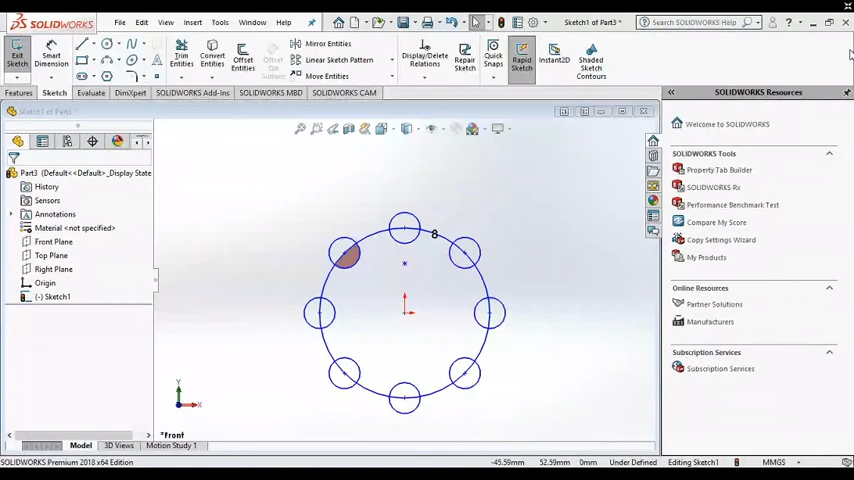 SOLIDWORKS File Edit View Insert Tools Window Help Sketch1 of Part3 * Search SOLIDWORKS Help
Exit Sketch Smart Dimension Trim Entities Convert Entities Offset Entities Offset On Surface Mirror Entities Linear Sketch Pattern Move Entities Display/Delete Relations Repair Sketch Quick Snaps Rapid Sketch Instant2D Shaded Sketch Contours
Features Sketch Evaluate DimXpert SOLIDWORKS Add-Ins SOLIDWORKS MBD SOLIDWORKS CAM
SOLIDWORKS Resources
Sketch1 of Part3
Welcome to SOLIDWORKS
SOLIDWORKS Tools
Property Tab Builder
SOLIDWORKS Rx
Performance Benchmark Test
Compare My Score
Copy Settings Wizard
My Products
Online Resources
Partner Solutions
Manufacturers
Subscription Services
Subscription Services
Part3 (Default<<Default>_Display State
History
Sensors
Annotations
Material <not specified>
Front Plane
Top Plane
Right Plane
Origin
(-) Sketch1
8
Y
X
*Front
Model 3D Views Motion Study 1
SOLIDWORKS Premium 2018 x64 Edition -45.59mm 52.59mm 0mm Under Defined Editing Sketch1 MMGS